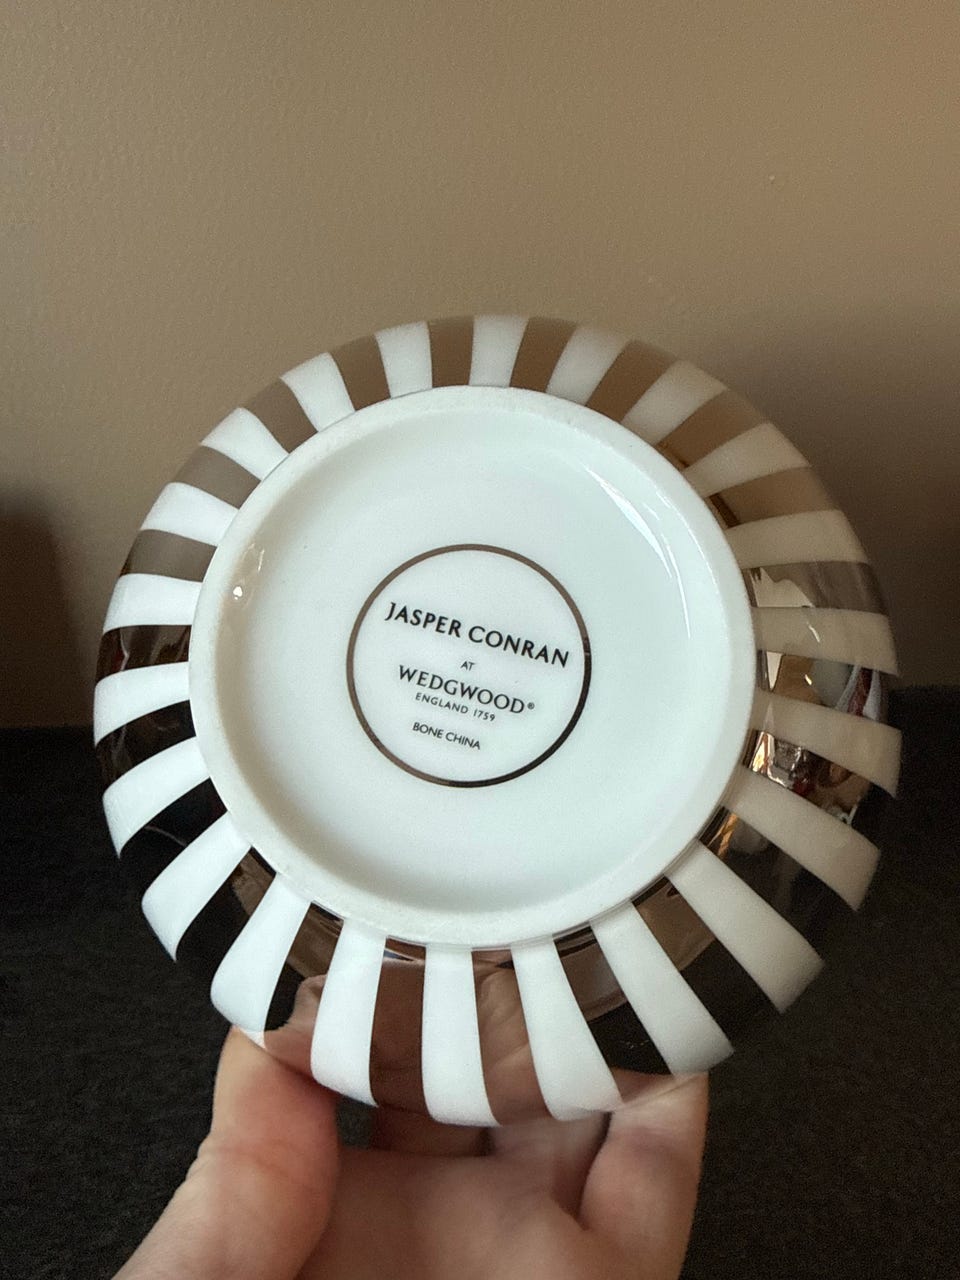 JASPER CONRAN
AT
WEDGWOOD®
ENGLAND 1759
BONE CHINA